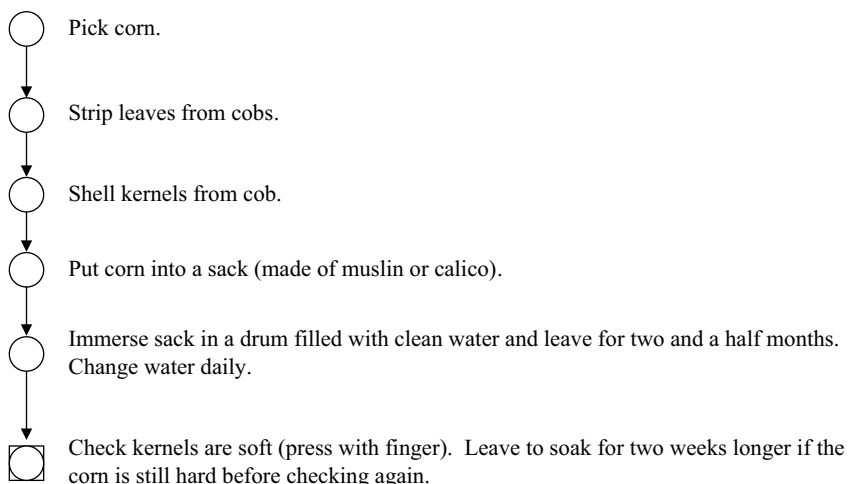 Pick corn.
Strip leaves from cobs.
Shell kernels from cob.
Put corn into a sack (made of muslin or calico).
Immerse sack in a drum filled with clean water and leave for two and a half months.
Change water daily.
Check kernels are soft (press with finger).  Leave to soak for two weeks longer if the
corn is still hard before checking again.